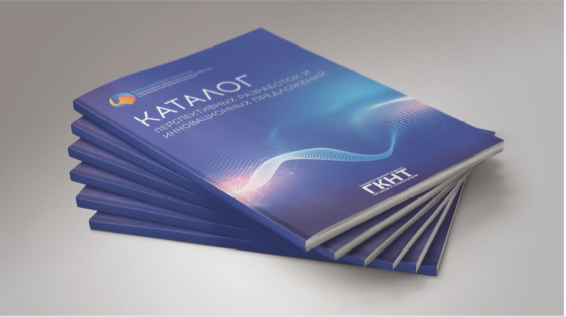 КАТАЛОГ
ПЕРСПЕКТИВНЫХ РАЗРАБОТОК И
ИННОВАЦИОННЫХ ПРЕДЛОЖЕНИЙ
ГКНТ